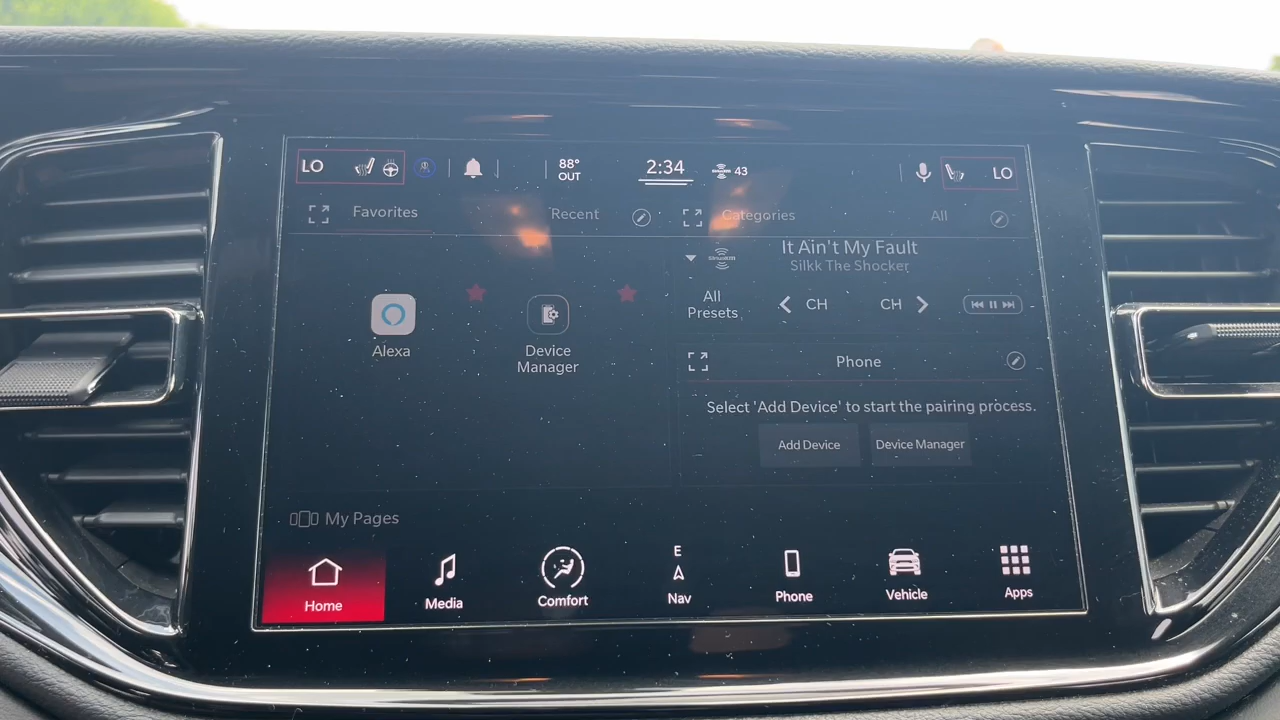 LO
88°
OUT
2:34
43
LO
Favorites
Recent
Categories
All
It Ain't My Fault
Silkk The Shocker
All
Presets
CH
CH
Alexa
Device
Manager
Phone
Select 'Add Device' to start the pairing process.
Add Device
Device Manager
My Pages
Home
Media
Comfort
E
Nav
Phone
Vehicle
Apps